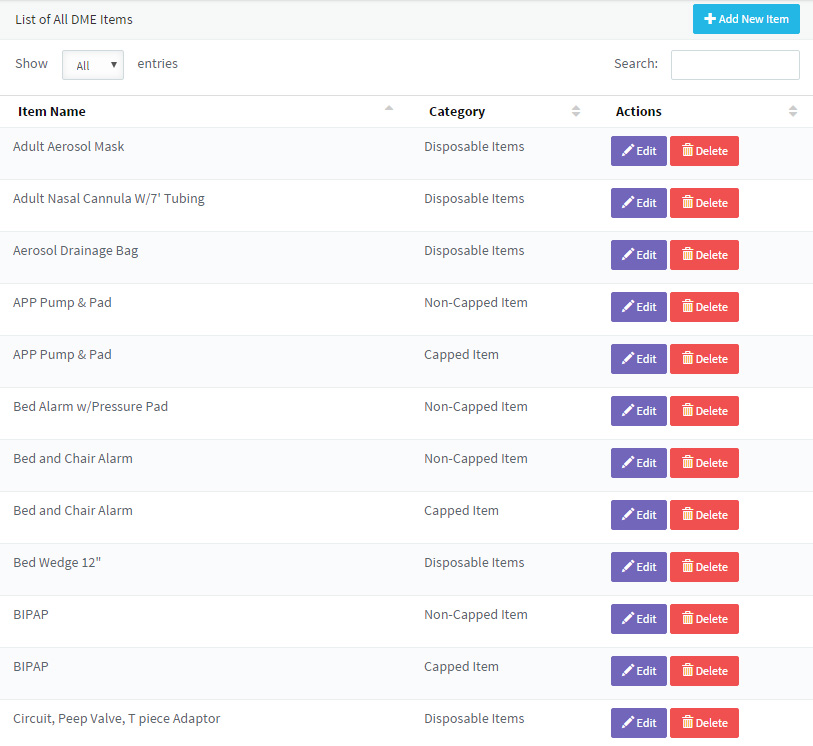 List of All DME Items Add New Item
Show All entries Search:
Item Name Category Actions
Adult Aerosol Mask Disposable Items Edit Delete
Adult Nasal Cannula W/7' Tubing Disposable Items Edit Delete
Aerosol Drainage Bag Disposable Items Edit Delete
APP Pump & Pad Non-Capped Item Edit Delete
APP Pump & Pad Capped Item Edit Delete
Bed Alarm w/Pressure Pad Non-Capped Item Edit Delete
Bed and Chair Alarm Non-Capped Item Edit Delete
Bed and Chair Alarm Capped Item Edit Delete
Bed Wedge 12" Disposable Items Edit Delete
BIPAP Non-Capped Item Edit Delete
BIPAP Capped Item Edit Delete
Circuit, Peep Valve, T piece Adaptor Disposable Items Edit Delete